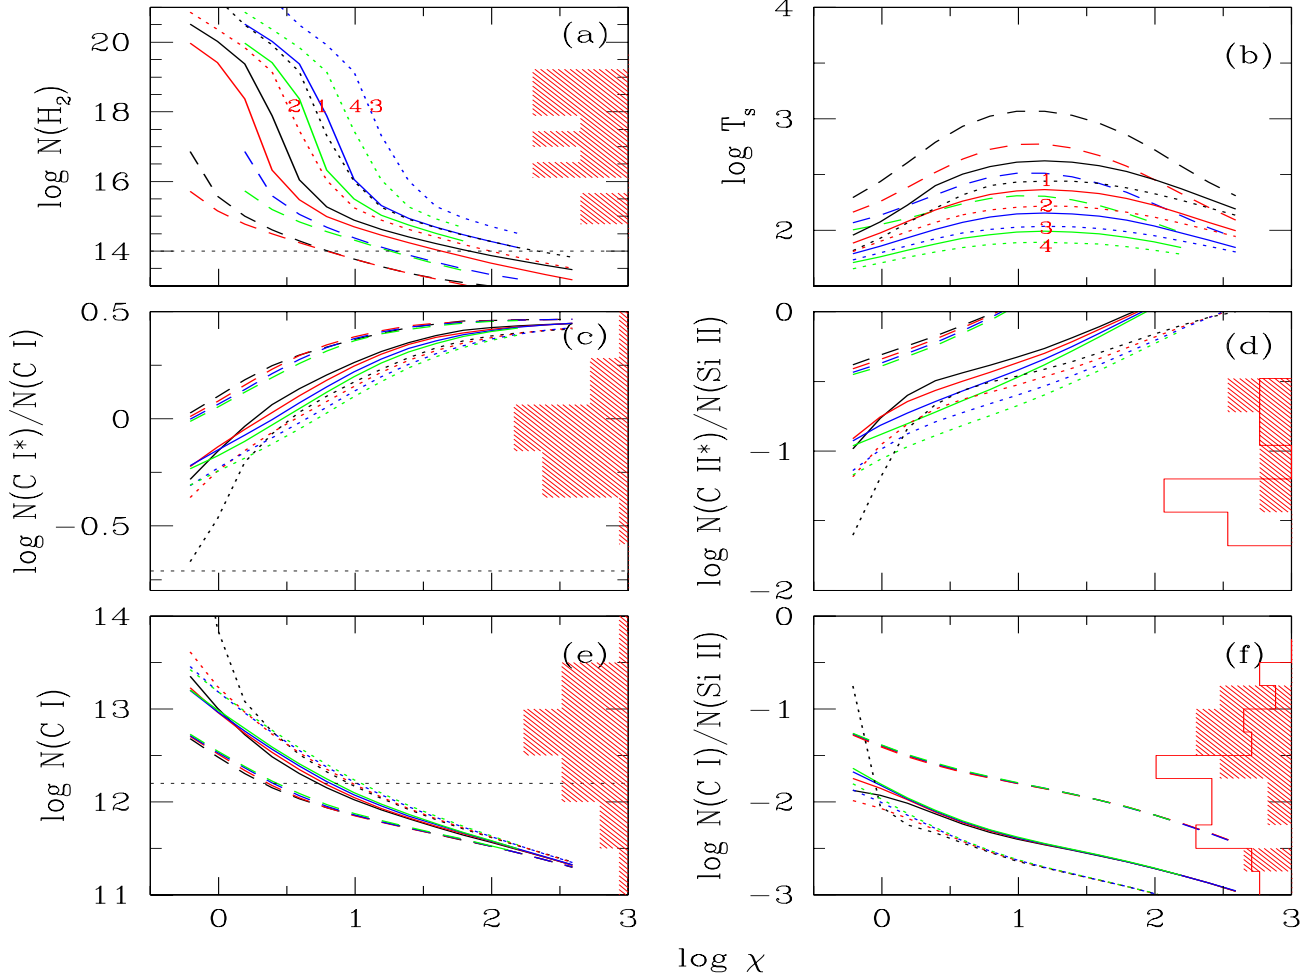 (a)
log N(H₂)
20
18
16
14
2 1 4 3
(b)
log Tₛ
4
3
2
1
2
3
4
(c)
log N(C I*)/N(C I)
0.5
0
−0.5
(d)
log N(C II*)/N(Si II)
0
−1
−2
(e)
log N(C I)
14
13
12
11
0 1 2 3
(f)
log N(C I)/N(Si II)
0
−1
−2
−3
0 1 2 3
log χ